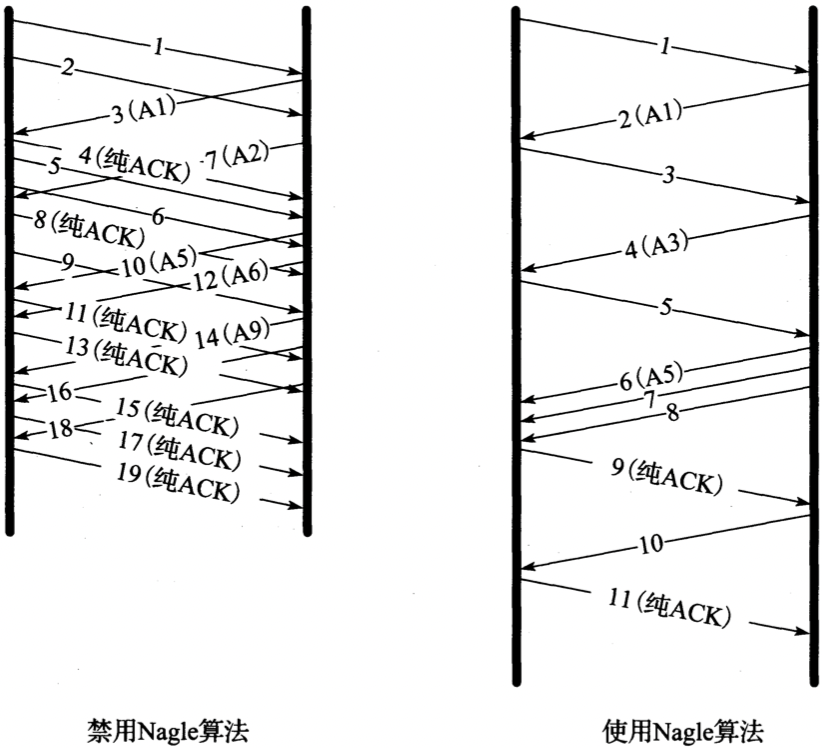 1
2
3(A1)
4(纯ACK)
7(A2)
5
6
8(纯ACK)
9
10(A5)
12(A6)
11(纯ACK)
14(A9)
13(纯ACK)
16
15(纯ACK)
18
17(纯ACK)
19(纯ACK)
禁用Nagle算法
1
2(A1)
3
4(A3)
5
6(A5)
7
8
9(纯ACK)
10
11(纯ACK)
使用Nagle算法